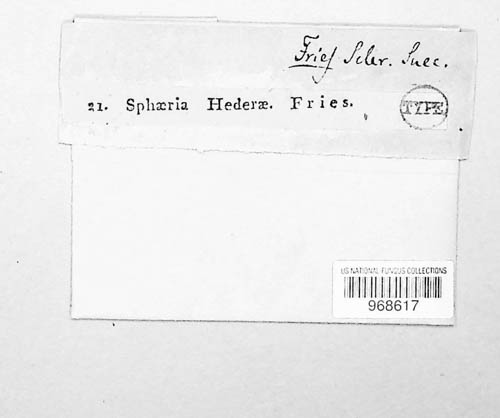 Fries Scler. Suec.
21. Sphæria Hederæ. Fries.
TYPE
US NATIONAL FUNGUS COLLECTIONS
968617